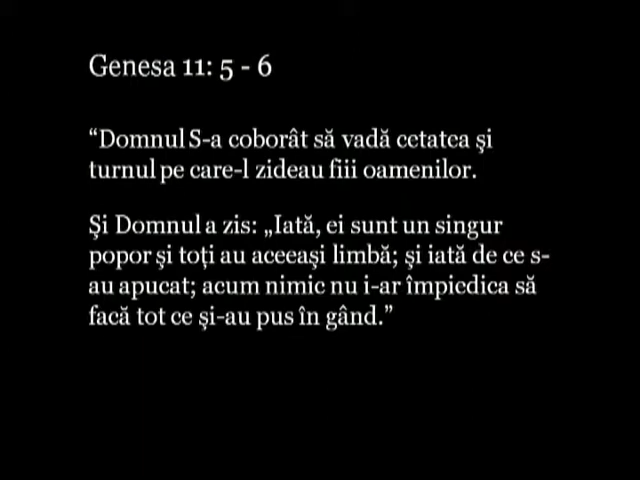 Genesa 11: 5 - 6
“Domnul S-a coborât să vadă cetatea şi
turnul pe care-l zideau fiii oamenilor.
Şi Domnul a zis: „Iată, ei sunt un singur
popor şi toţi au aceeaşi limbă; şi iată de ce s-
au apucat; acum nimic nu i-ar împiedica să
facă tot ce şi-au pus în gând.”